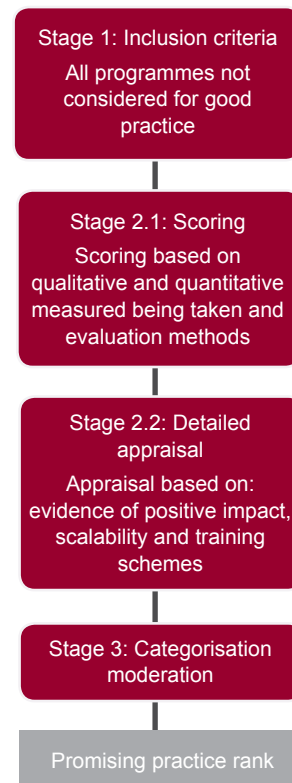 Stage 1: Inclusion criteria
All programmes not
considered for good
practice
Stage 2.1: Scoring
Scoring based on
qualitative and quantitative
measured being taken and
evaluation methods
Stage 2.2: Detailed
appraisal
Appraisal based on:
evidence of positive impact,
scalability and training
schemes
Stage 3: Categorisation
moderation
Promising practice rank